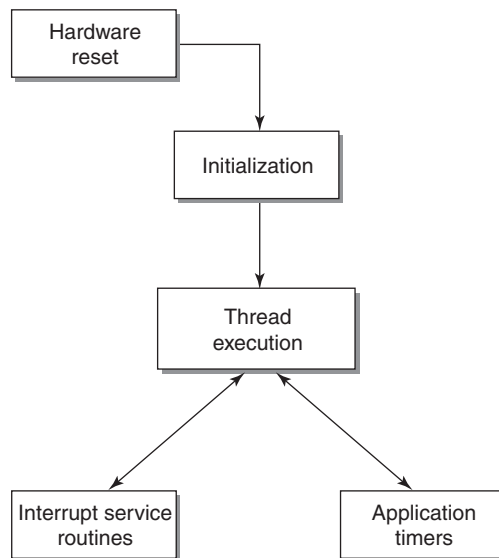 Hardware
reset
Initialization
Thread
execution
Interrupt service
routines
Application
timers